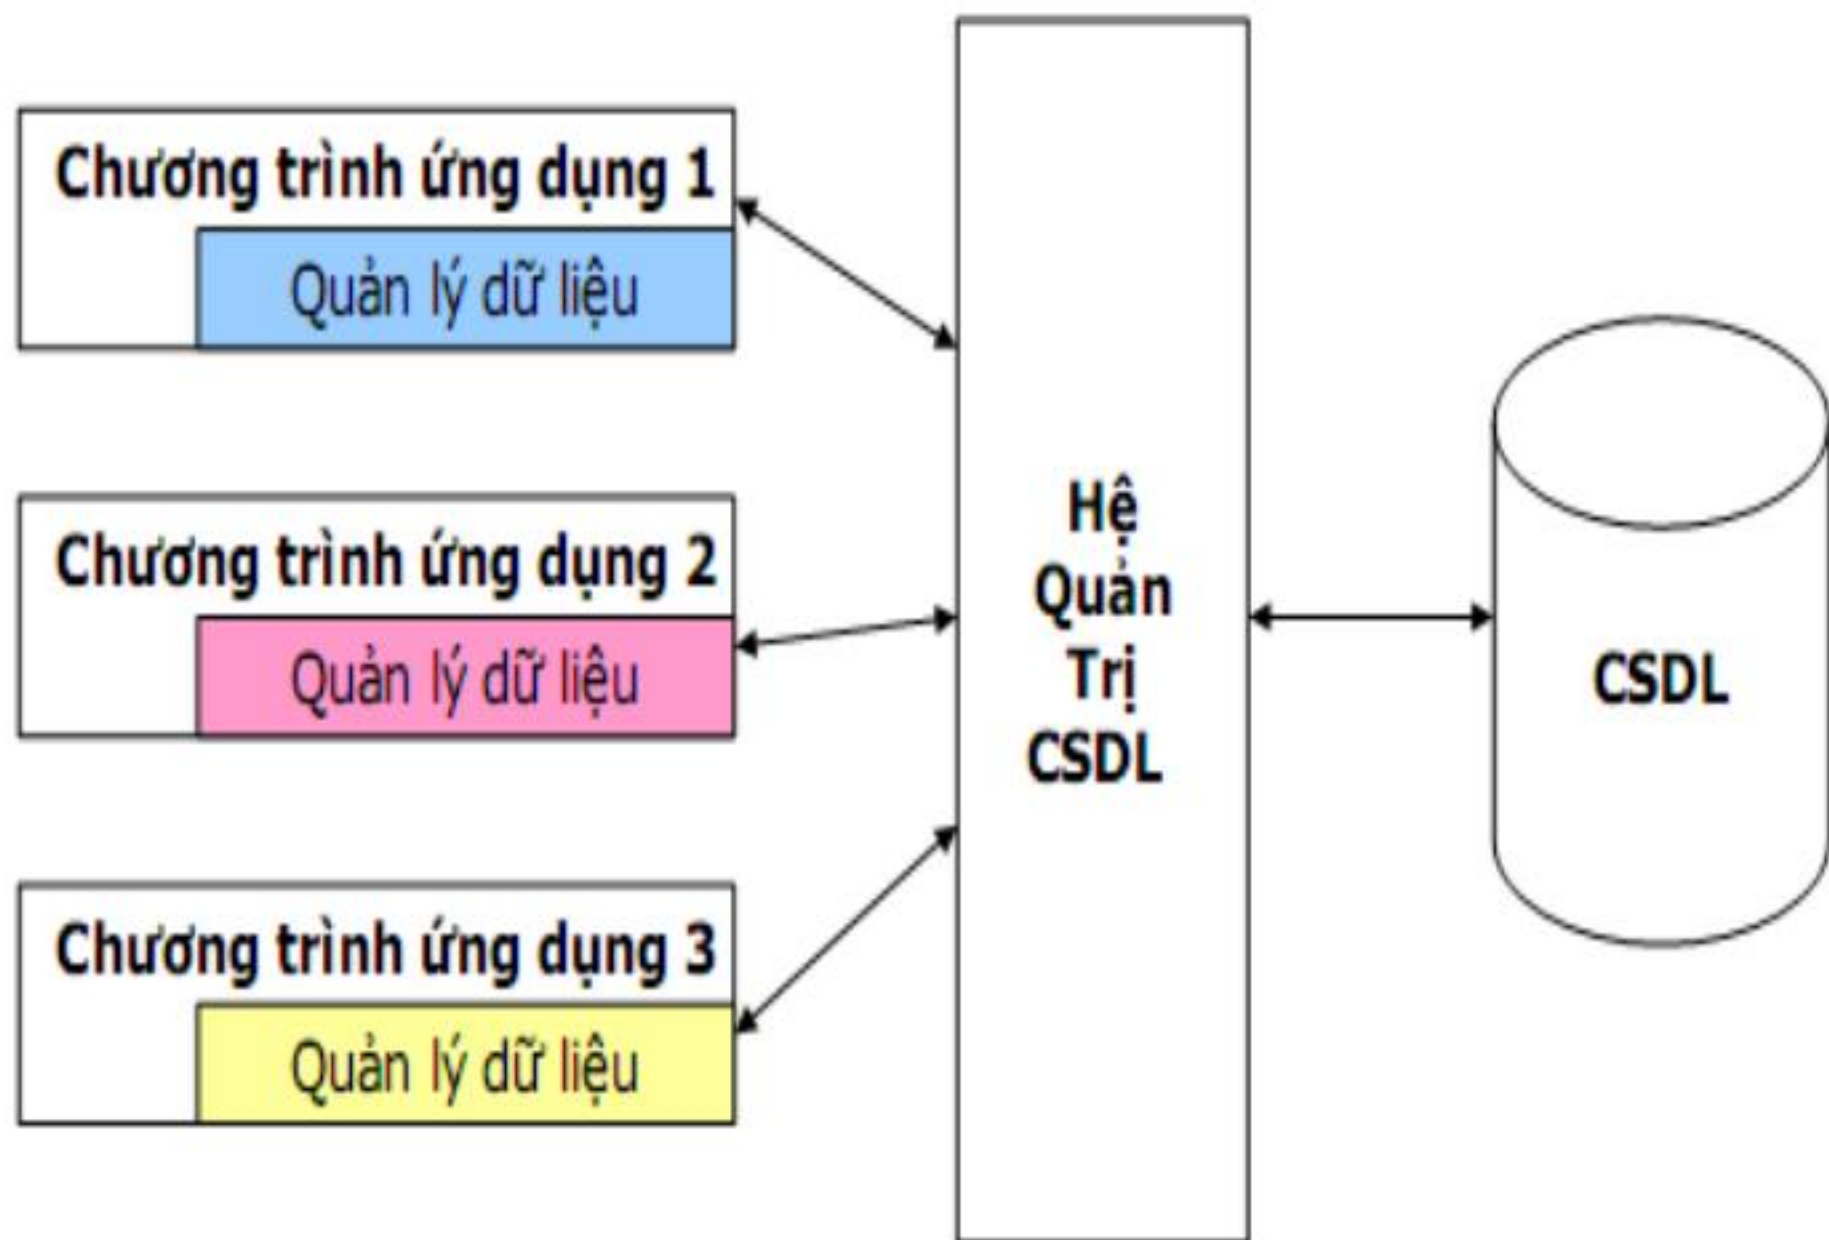 Chương trình ứng dụng 1
Quản lý dữ liệu
Chương trình ứng dụng 2
Quản lý dữ liệu
Chương trình ứng dụng 3
Quản lý dữ liệu
Hệ
Quản
Trị
CSDL
CSDL